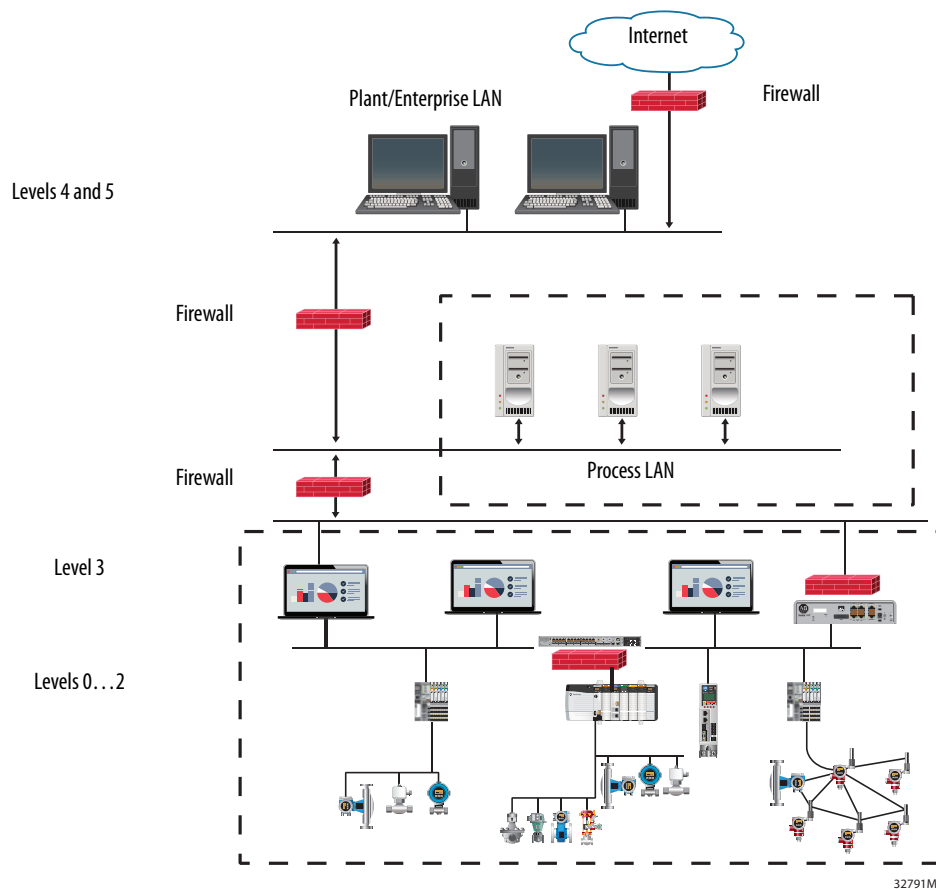 Internet
Plant/Enterprise LAN
Firewall
Levels 4 and 5
Firewall
Process LAN
Firewall
Level 3
Levels 0...2
32791M